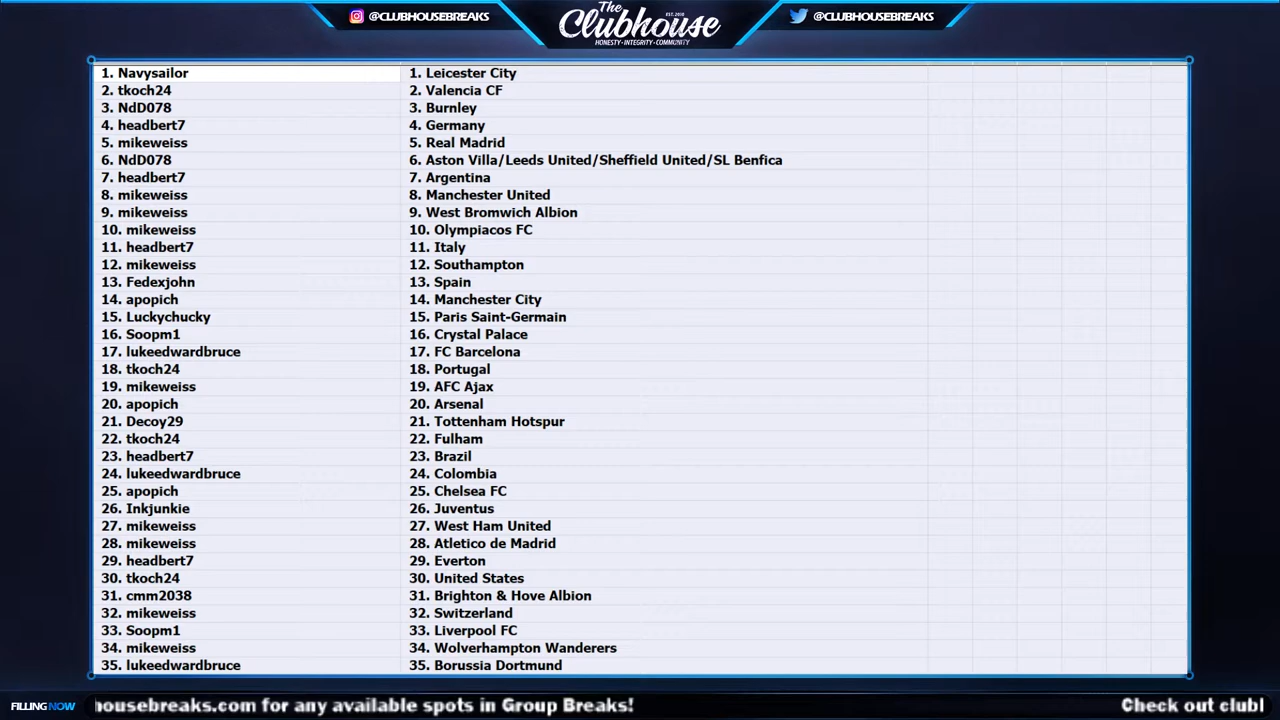 @CLUBHOUSEBREAKS
The
Clubhouse
EST. 2010
HONESTY • INTEGRITY • COMMUNITY
@CLUBHOUSEBREAKS
1. Navysailor 1. Leicester City
2. tkoch24 2. Valencia CF
3. NdD078 3. Burnley
4. headbert7 4. Germany
5. mikeweiss 5. Real Madrid
6. NdD078 6. Aston Villa/Leeds United/Sheffield United/SL Benfica
7. headbert7 7. Argentina
8. mikeweiss 8. Manchester United
9. mikeweiss 9. West Bromwich Albion
10. mikeweiss 10. Olympiacos FC
11. headbert7 11. Italy
12. mikeweiss 12. Southampton
13. Fedexjohn 13. Spain
14. apopich 14. Manchester City
15. Luckychucky 15. Paris Saint-Germain
16. Soopm1 16. Crystal Palace
17. lukeedwardbruce 17. FC Barcelona
18. tkoch24 18. Portugal
19. mikeweiss 19. AFC Ajax
20. apopich 20. Arsenal
21. Decoy29 21. Tottenham Hotspur
22. tkoch24 22. Fulham
23. headbert7 23. Brazil
24. lukeedwardbruce 24. Colombia
25. apopich 25. Chelsea FC
26. Inkjunkie 26. Juventus
27. mikeweiss 27. West Ham United
28. mikeweiss 28. Atletico de Madrid
29. headbert7 29. Everton
30. tkoch24 30. United States
31. cmm2038 31. Brighton & Hove Albion
32. mikeweiss 32. Switzerland
33. Soopm1 33. Liverpool FC
34. mikeweiss 34. Wolverhampton Wanderers
35. lukeedwardbruce 35. Borussia Dortmund
FILLING NOW housebreaks.com for any available spots in Group Breaks! Check out clubl